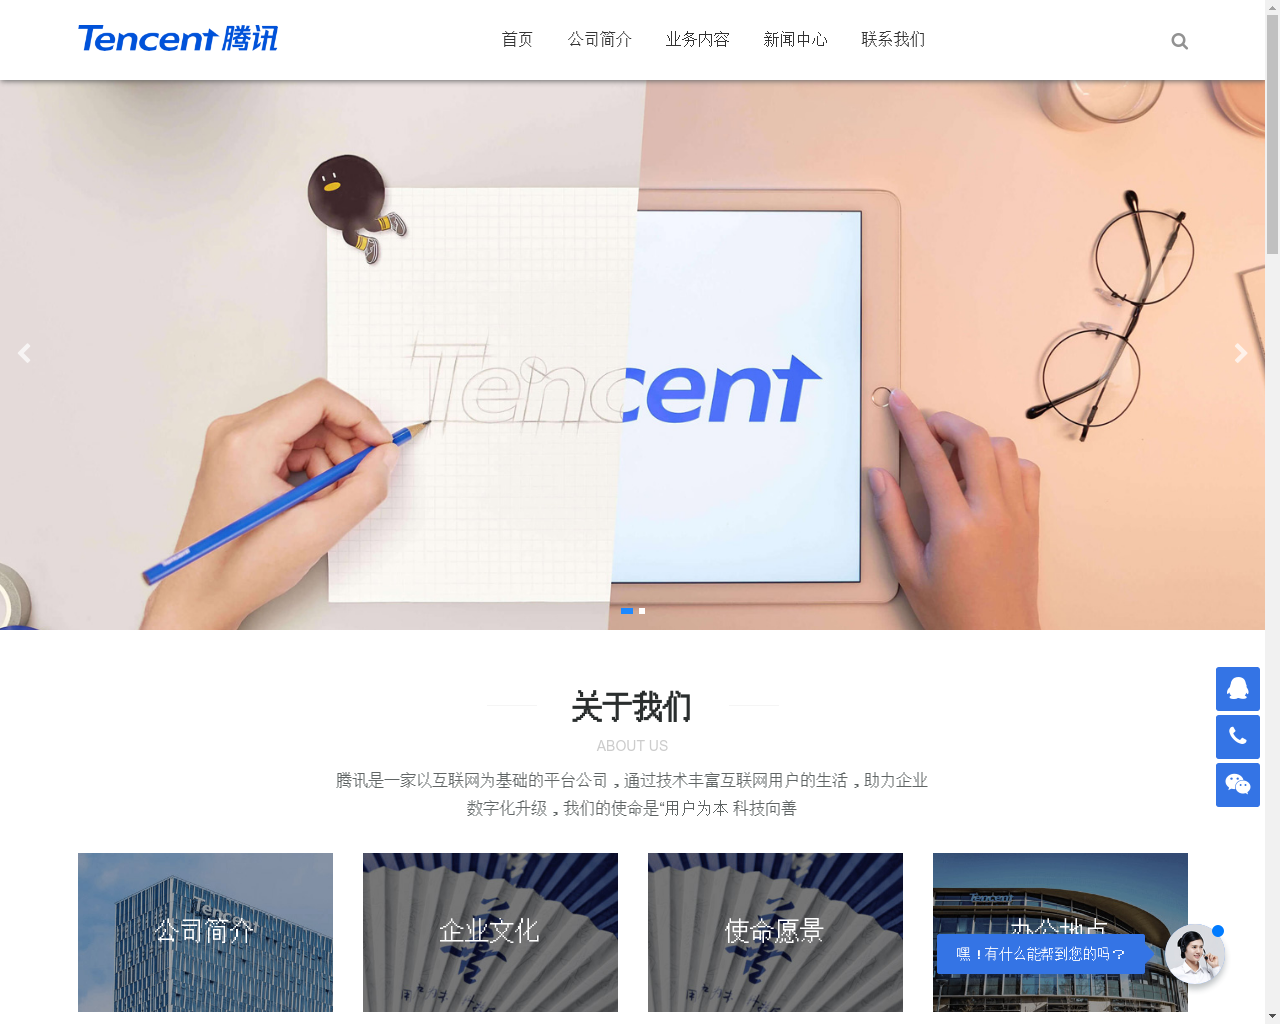 Tencent 腾讯
首页 公司简介 业务内容 新闻中心 联系我们
Tencent
关于我们
ABOUT US
腾讯是一家以互联网为基础的平台公司，通过技术丰富互联网用户的生活，助力企业
数字化升级，我们的使命是“用户为本 科技向善
Tencent
公司简介
企业文化
使命愿景
Tencent
办公地点
嘿！有什么能帮到您的吗？